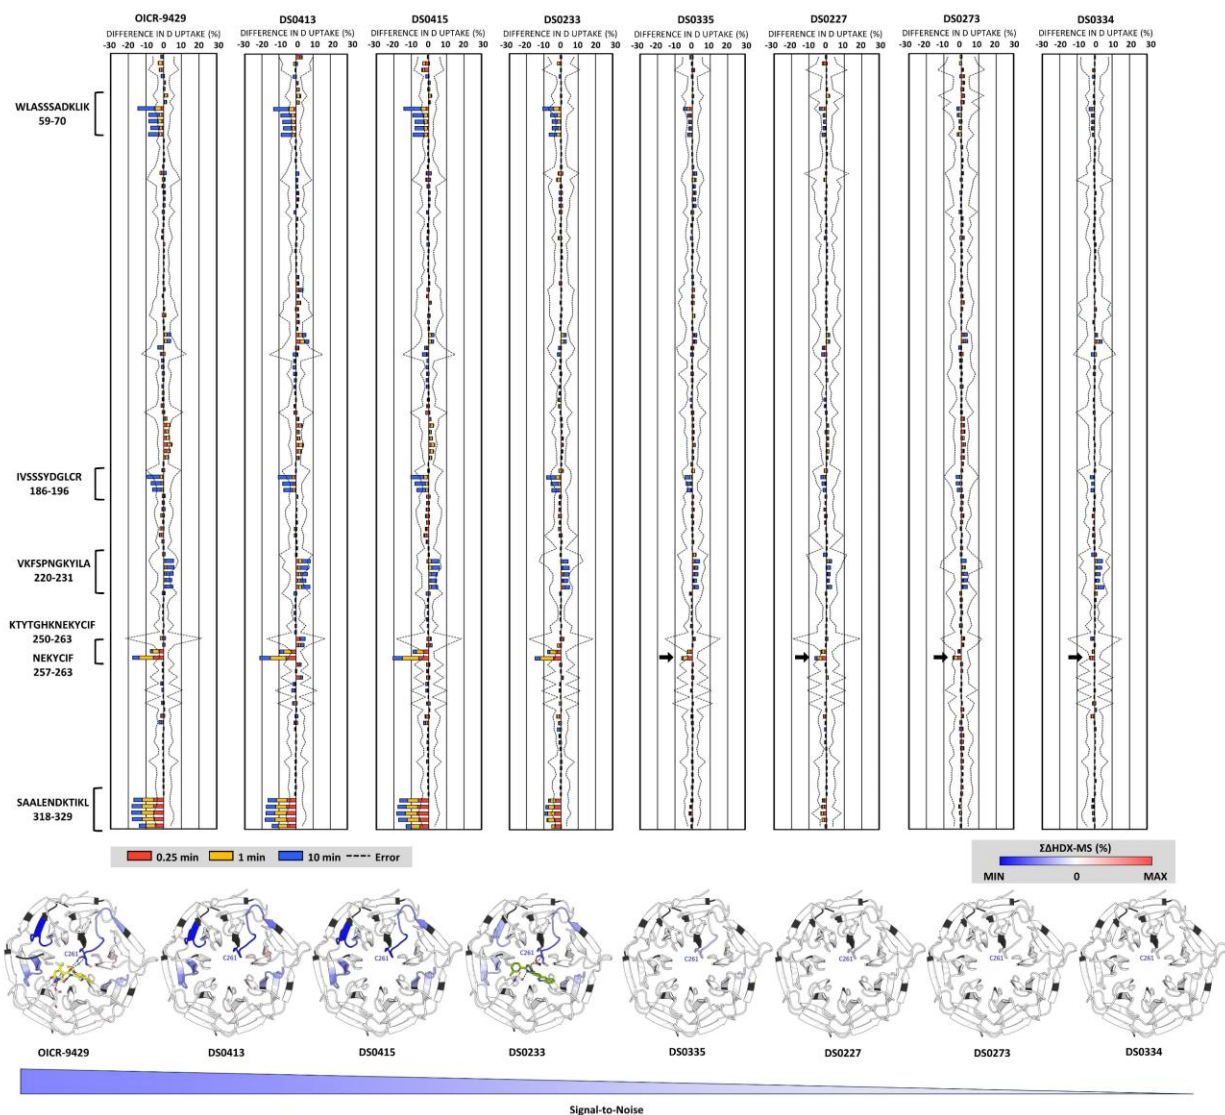 OICR-9429 DS0413 DS0415 DS0233 DS0335 DS0227 DS0273 DS0334
DIFFERENCE IN D UPTAKE (%) DIFFERENCE IN D UPTAKE (%) DIFFERENCE IN D UPTAKE (%) DIFFERENCE IN D UPTAKE (%) DIFFERENCE IN D UPTAKE (%) DIFFERENCE IN D UPTAKE (%) DIFFERENCE IN D UPTAKE (%) DIFFERENCE IN D UPTAKE (%)
-30 -20 -10 0 10 20 30 -30 -20 -10 0 10 20 30 -30 -20 -10 0 10 20 30 -30 -20 -10 0 10 20 30 -30 -20 -10 0 10 20 30 -30 -20 -10 0 10 20 30 -30 -20 -10 0 10 20 30 -30 -20 -10 0 10 20 30
WLASSSADKLIK
59-70
IVSSSYDGLCR
186-196
VKFSPNGKYILA
220-231
KTYTGHKNEKYCIF
250-263
NEKYCIF
257-263
SAALENDKTIKL
318-329
0.25 min 1 min 10 min Error
ΣΔHDX-MS (%)
MIN 0 MAX
C261 C261 C261 C261 C261 C261 C261 C261
OICR-9429 DS0413 DS0415 DS0233 DS0335 DS0227 DS0273 DS0334
Signal-to-Noise